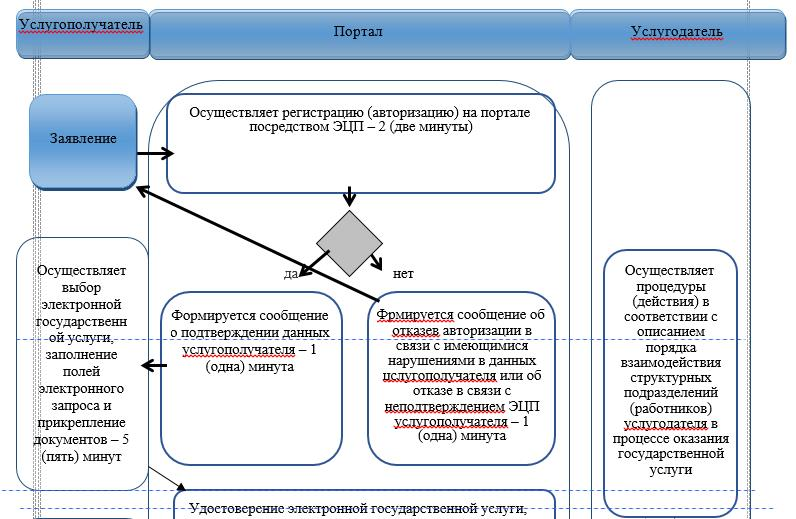 Услугополучатель
Портал
Услугодатель
Заявление
Осуществляет регистрацию (авторизацию) на портале
посредством ЭЦП – 2 (две минуты)
да
нет
Осуществляет
выбор
электронной
государственн
ой услуги,
заполнение
полей
электронного
запроса и
прикрепление
документов – 5
(пять) минут
Формируется сообщение
о подтверждении данных
услугополучателя – 1
(одна) минута
Фрмируется сообщение об
отказев авторизации в
связи с имеющимися
нарушениями в данных
цслугополучателя или об
отказе в связи с
неподтверждением ЭЦП
услугополучателя – 1
(одна) минута
Осуществляет
процедуры
(действия) в
соответствии с
описанием
порядка
взаимодействия
структурных
подразделений
(работников)
услугодателя в
процессе оказания
государственной
услуги
Удостоверение электронной государственной услуги,